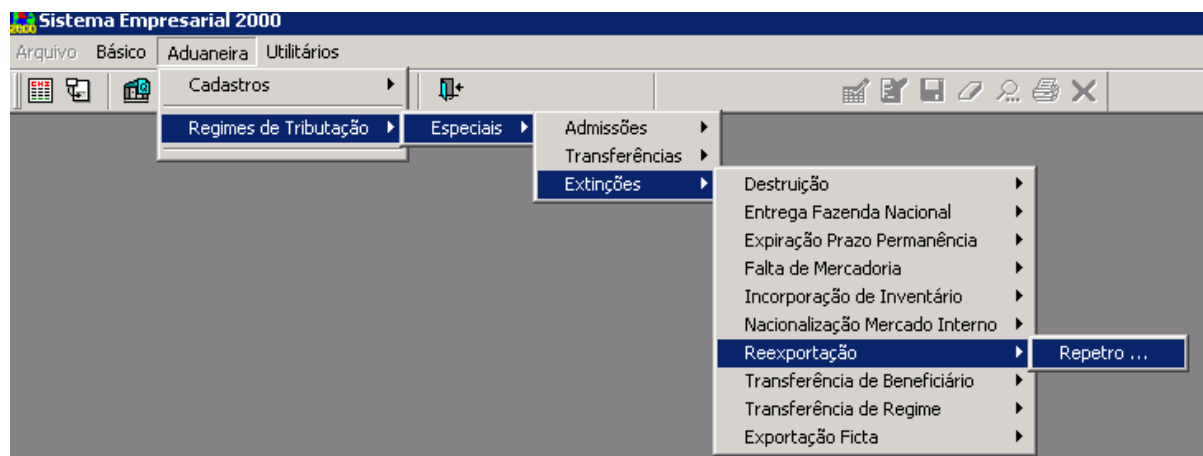 Sistema Empresarial 2000
Arquivo Básico Aduaneira Utilitários
Cadastros
Regimes de Tributação
Especiais
Admissões
Transferências
Extinções
Destruição
Entrega Fazenda Nacional
Expiração Prazo Permanência
Falta de Mercadoria
Incorporação de Inventário
Nacionalização Mercado Interno
Reexportação
Repetro ...
Transferência de Beneficiário
Transferência de Regime
Exportação Ficta